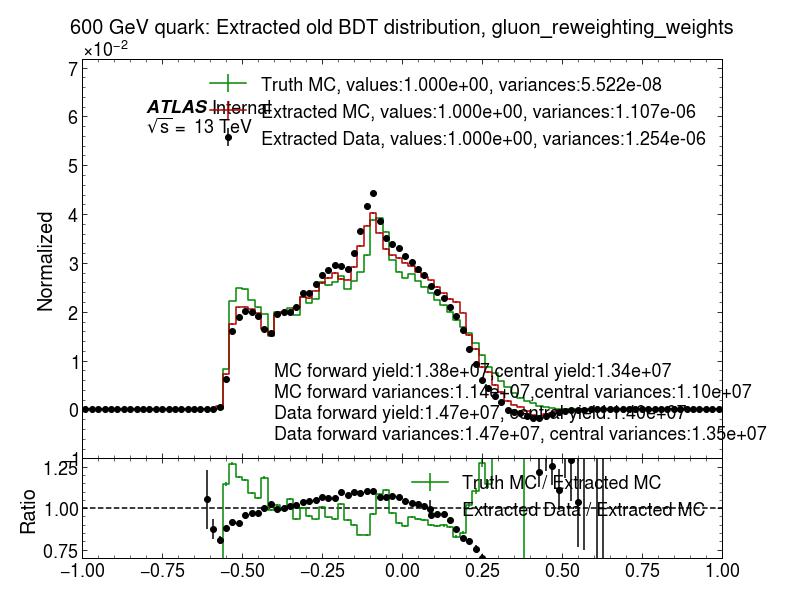 600 GeV quark: Extracted old BDT distribution, gluon_reweighting_weights
×10⁻²
Truth MC, values:1.000e+00, variances:5.522e-08
ATLAS Internal
Extracted MC, values:1.000e+00, variances:1.107e-06
√s = 13 TeV
Extracted Data, values:1.000e+00, variances:1.254e-06
Normalized
7
6
5
4
3
2
1
0
1
MC forward yield:1.38e+07,central yield:1.34e+07
MC forward variances:1.14e+07,central variances:1.10e+07
Data forward yield:1.47e+07, central yield:1.40e+07
Data forward variances:1.47e+07, central variances:1.35e+07
Ratio
1.25
1.00
0.75
Truth MC / Extracted MC
Extracted Data / Extracted MC
−1.00 −0.75 −0.50 −0.25 0.00 0.25 0.50 0.75 1.00